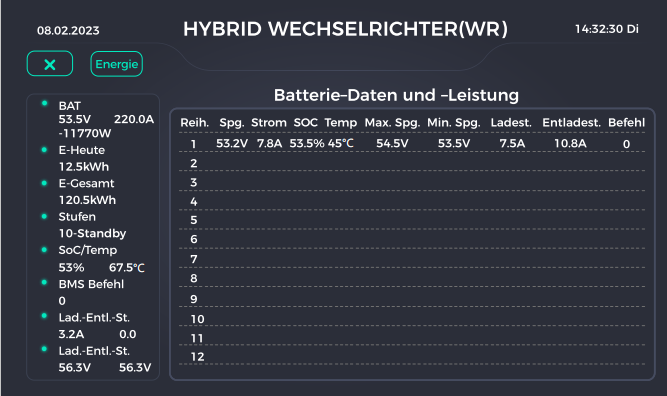 08.02.2023
HYBRID WECHSELRICHTER(WR)
14:32:30 Di
×
Energie
BAT
53.5V 220.0A
-11770W
E-Heute
12.5kWh
E-Gesamt
120.5kWh
Stufen
10-Standby
SoC/Temp
53% 67.5°C
BMS Befehl
0
Lad.-Entl.-St.
3.2A 0.0
Lad.-Entl.-St.
56.3V 56.3V
Batterie–Daten und –Leistung
Reih. Spg. Strom SOC Temp Max. Spg. Min. Spg. Ladest. Entladest. Befehl
1 53.2V 7.8A 53.5% 45°C 54.5V 53.5V 7.5A 10.8A 0
2
3
4
5
6
7
8
9
10
11
12